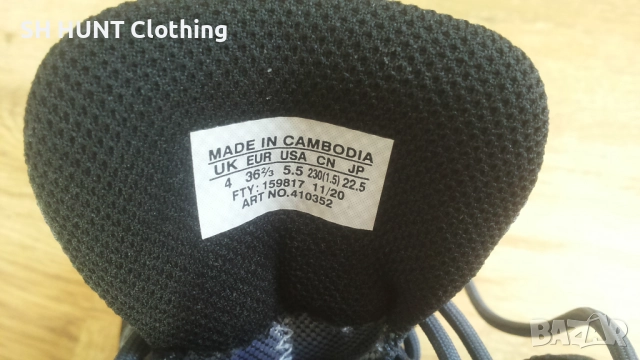 SH HUNT Clothing
MADE IN CAMBODIA
UK EUR USA CN JP
4 36⅔ 5.5 230(1.5) 22.5
FTY: 159817 11/20
ART NO.410352
BAZAR